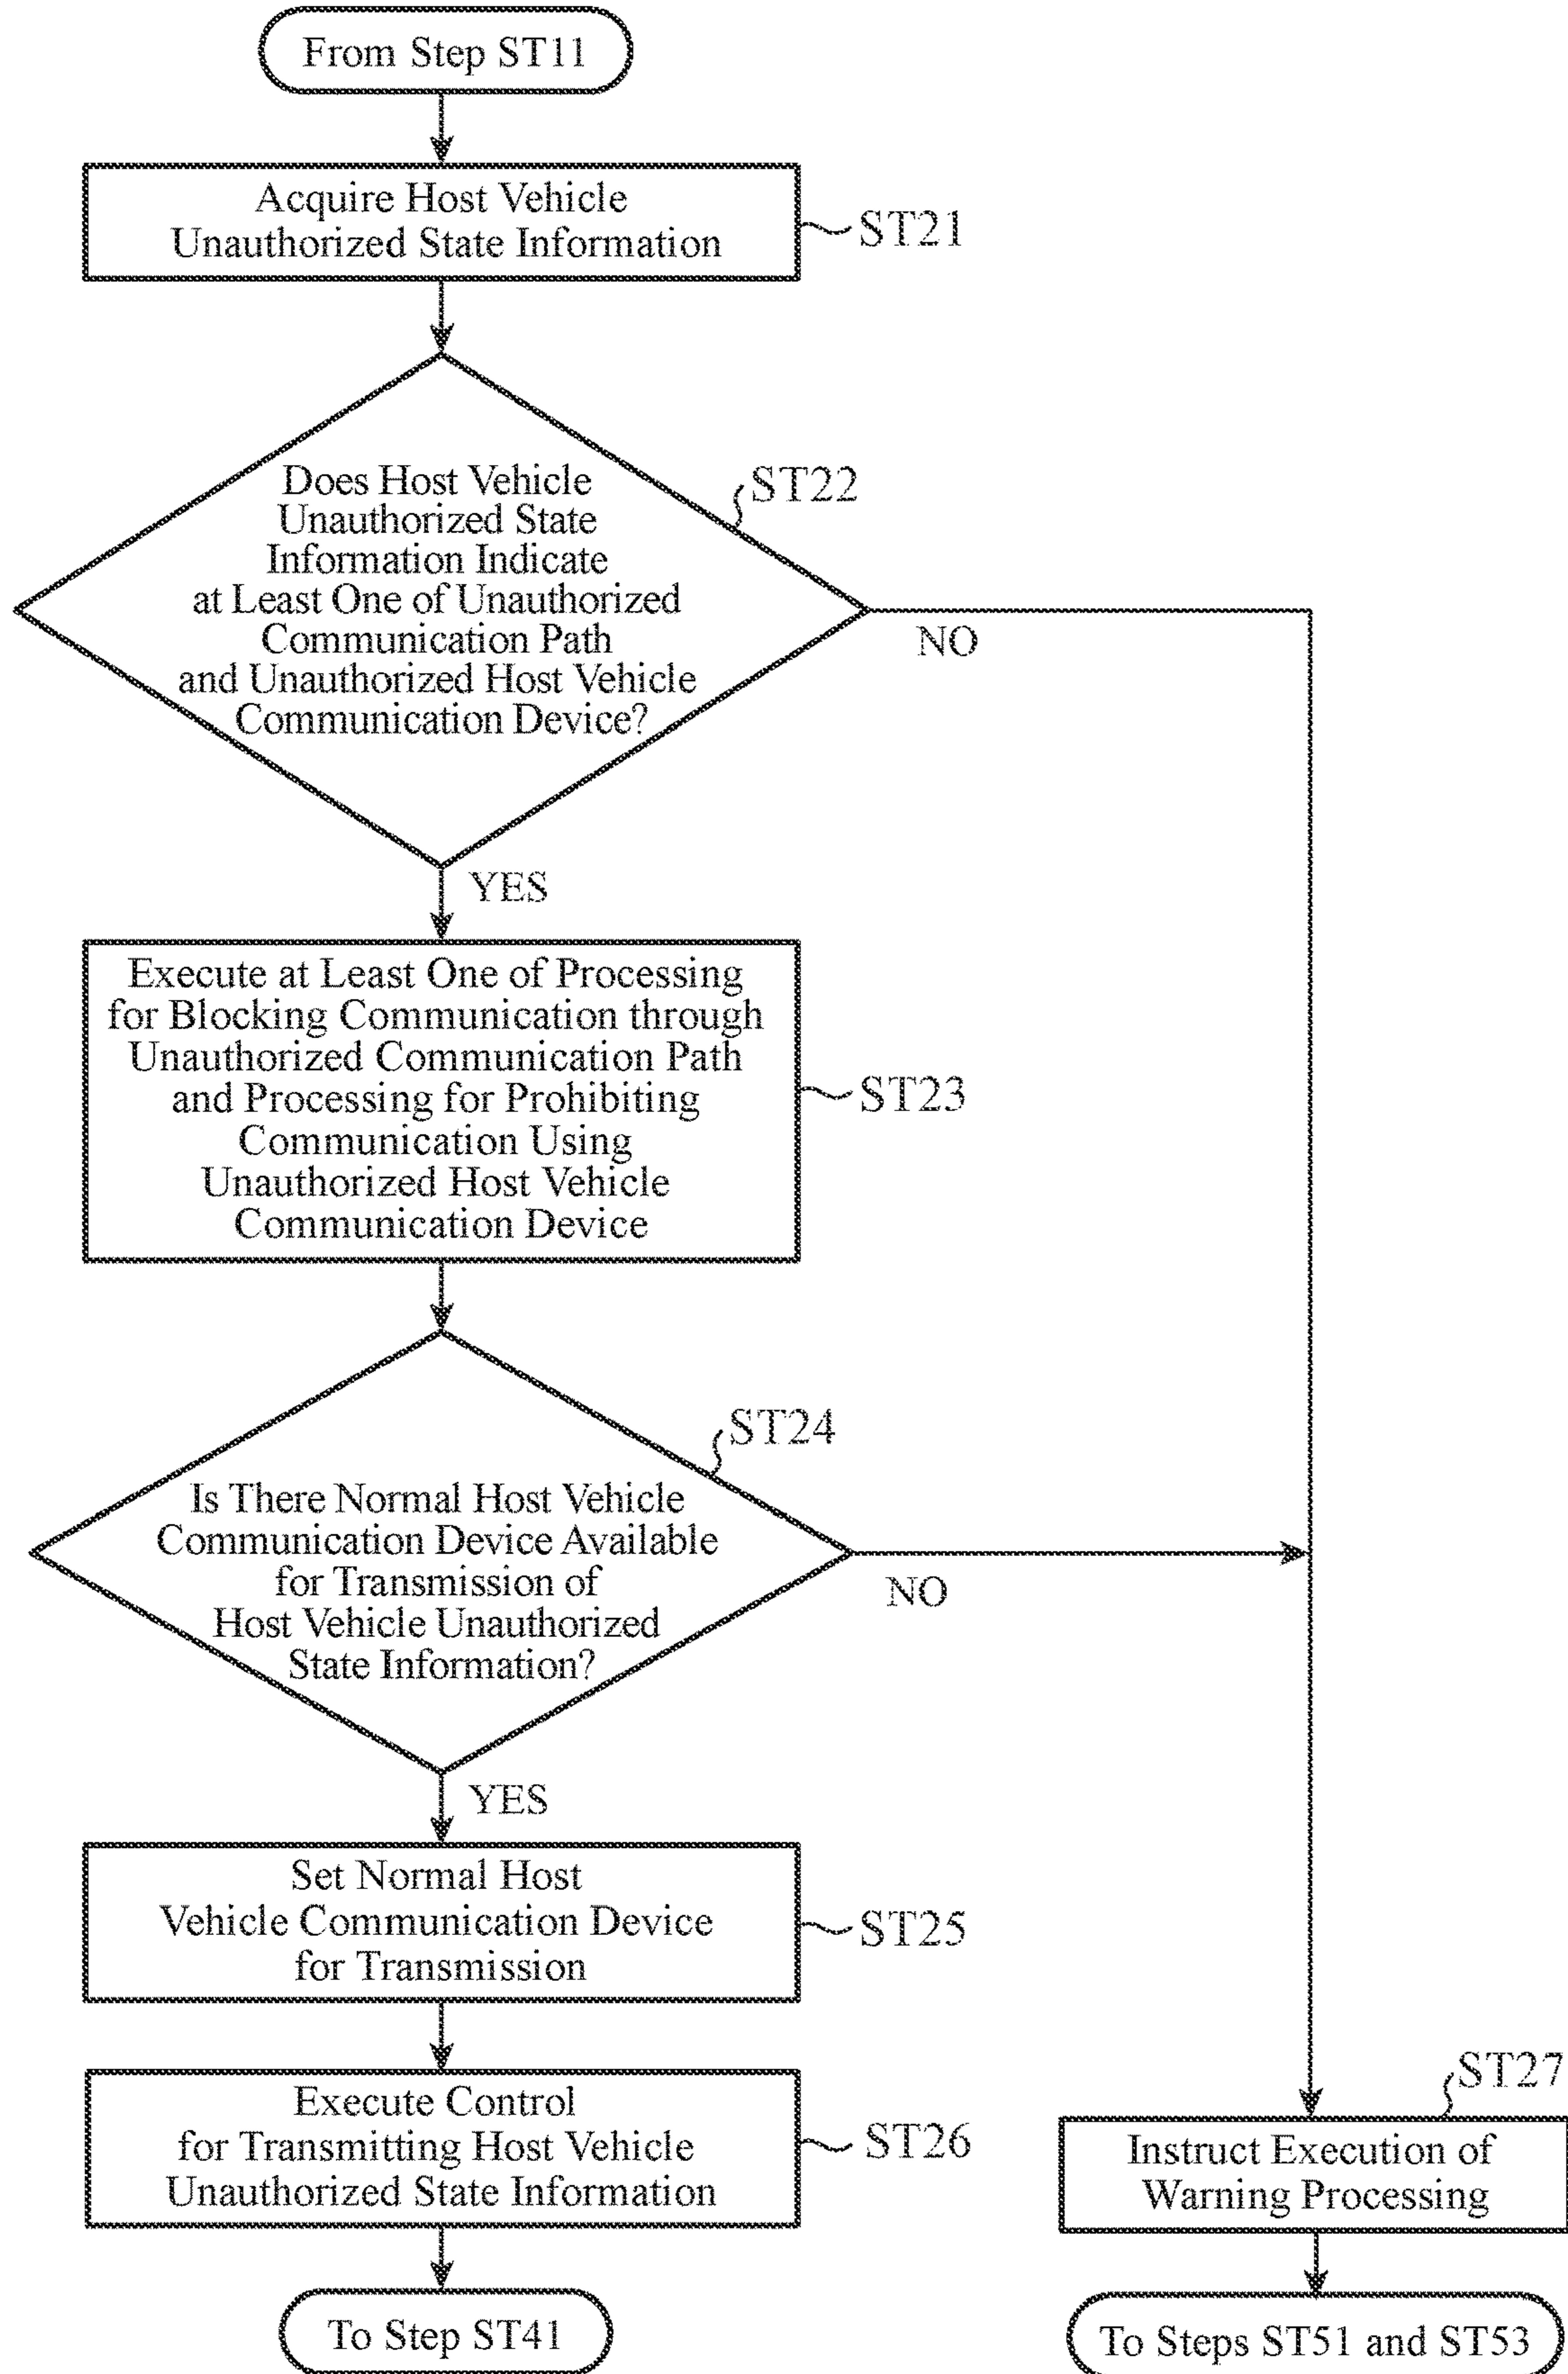 From Step ST11
Acquire Host Vehicle
Unauthorized State Information
ST21
Does Host Vehicle
Unauthorized State
Information Indicate
at Least One of Unauthorized
Communication Path
and Unauthorized Host Vehicle
Communication Device?
ST22
NO
YES
Execute at Least One of Processing
for Blocking Communication through
Unauthorized Communication Path
and Processing for Prohibiting
Communication Using
Unauthorized Host Vehicle
Communication Device
ST23
Is There Normal Host Vehicle
Communication Device Available
for Transmission of
Host Vehicle Unauthorized
State Information?
ST24
NO
YES
Set Normal Host
Vehicle Communication Device
for Transmission
ST25
Execute Control
for Transmitting Host Vehicle
Unauthorized State Information
ST26
To Step ST41
ST27
Instruct Execution of
Warning Processing
To Steps ST51 and ST53